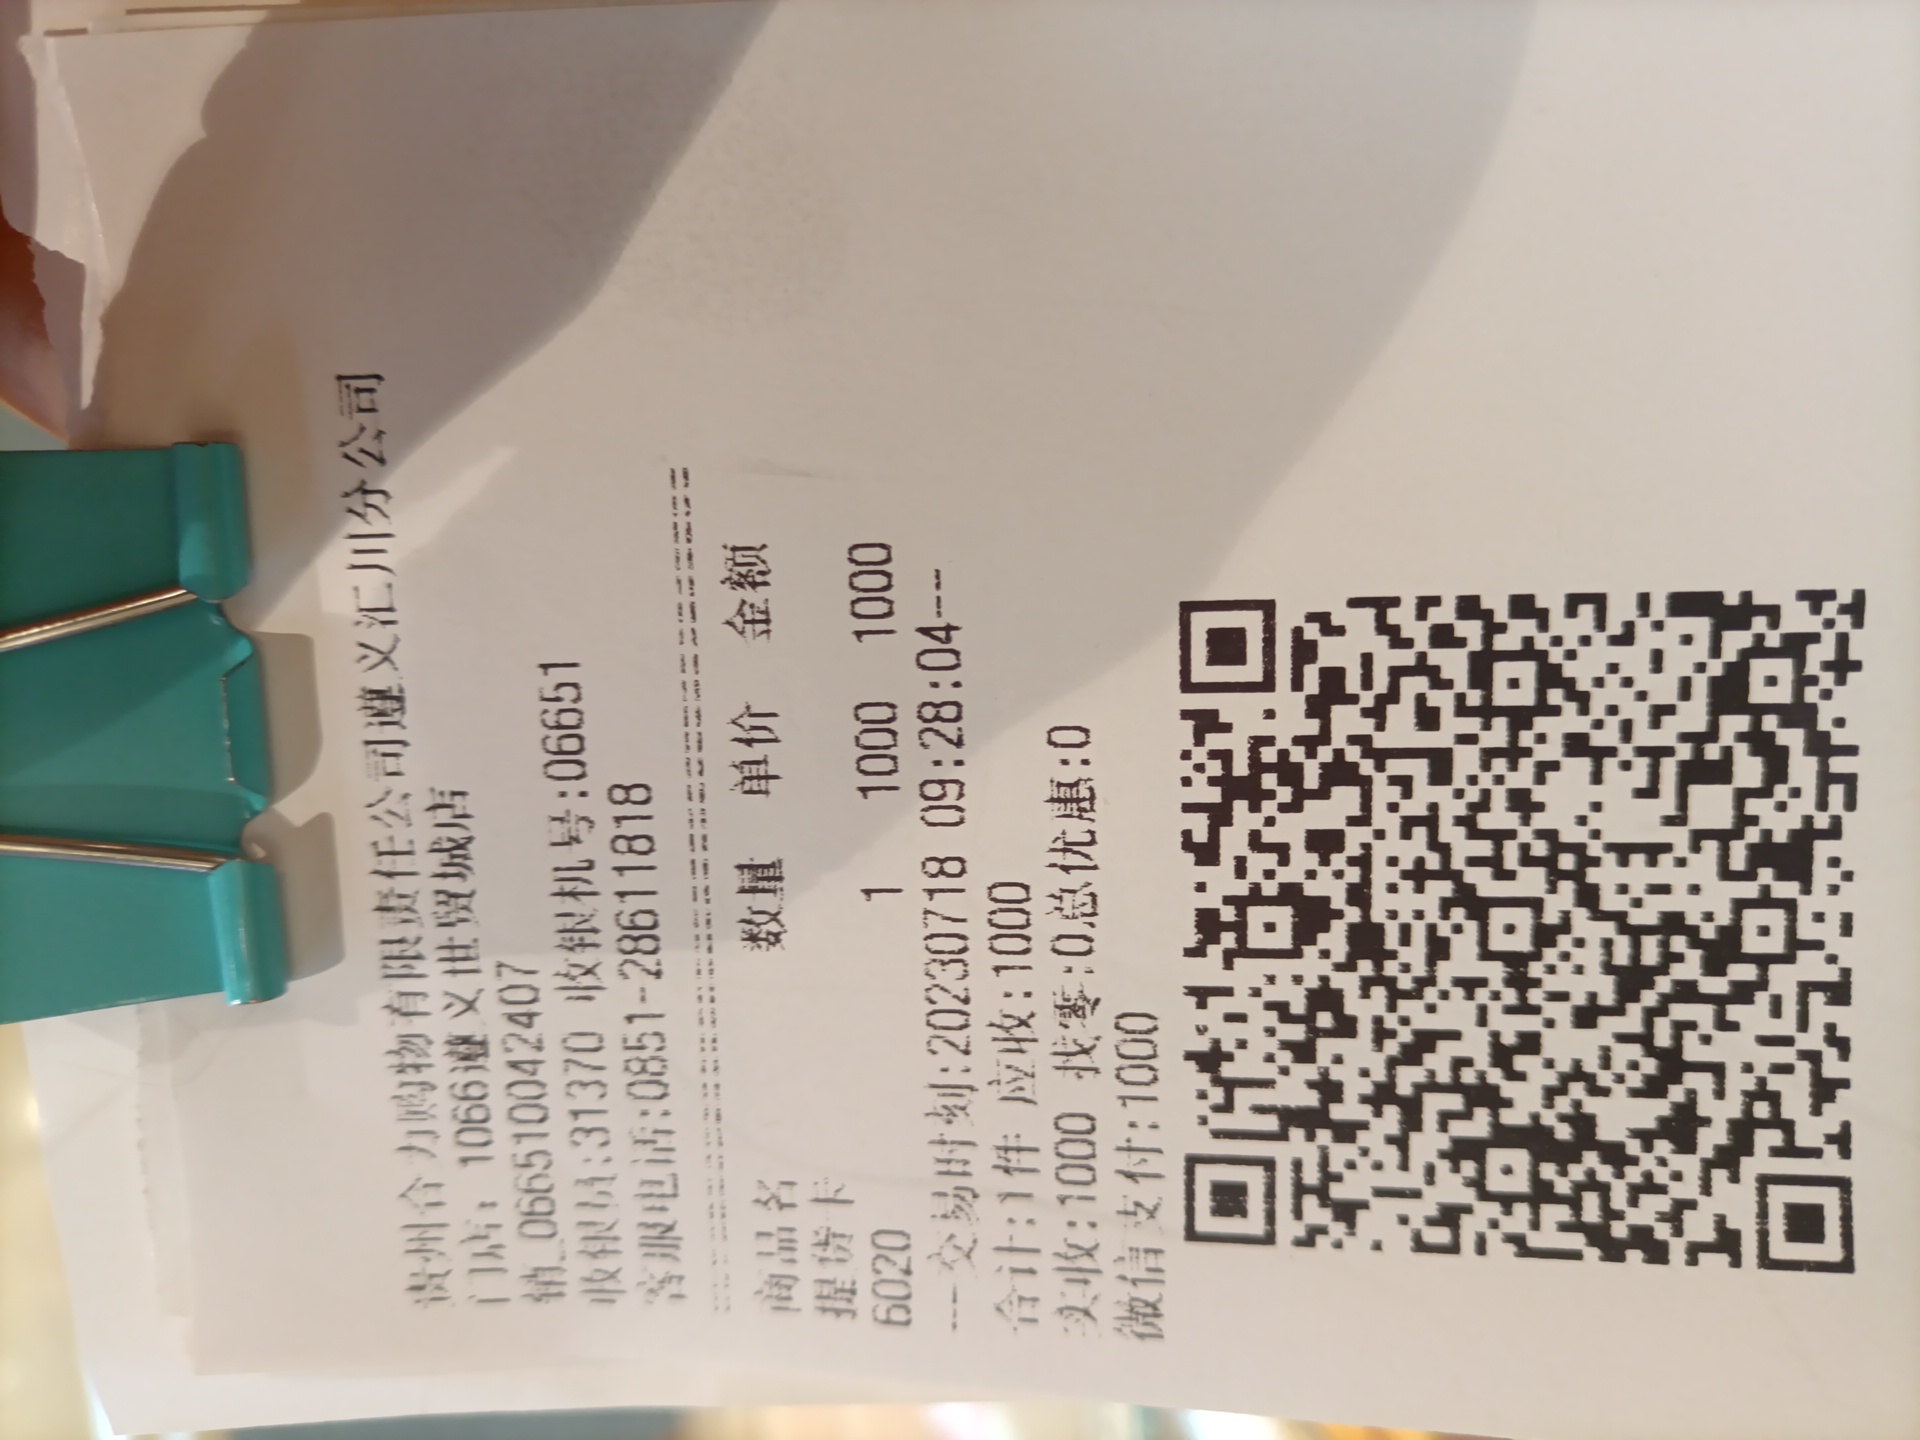 贵州合力购物有限责任公司遵义汇川分公司
门店: 1066遵义世贸城店
销_066510042407
收银员:31370 收银机号:06651
客服电话:0851-28611818
商品名 数量 单价 金额
提货卡
6020 1 1000 1000
---交易时刻:20230718 09:28:04---
合计:1件 应收:1000
实收:1000 找零:0总优惠:0
微信支付:1000